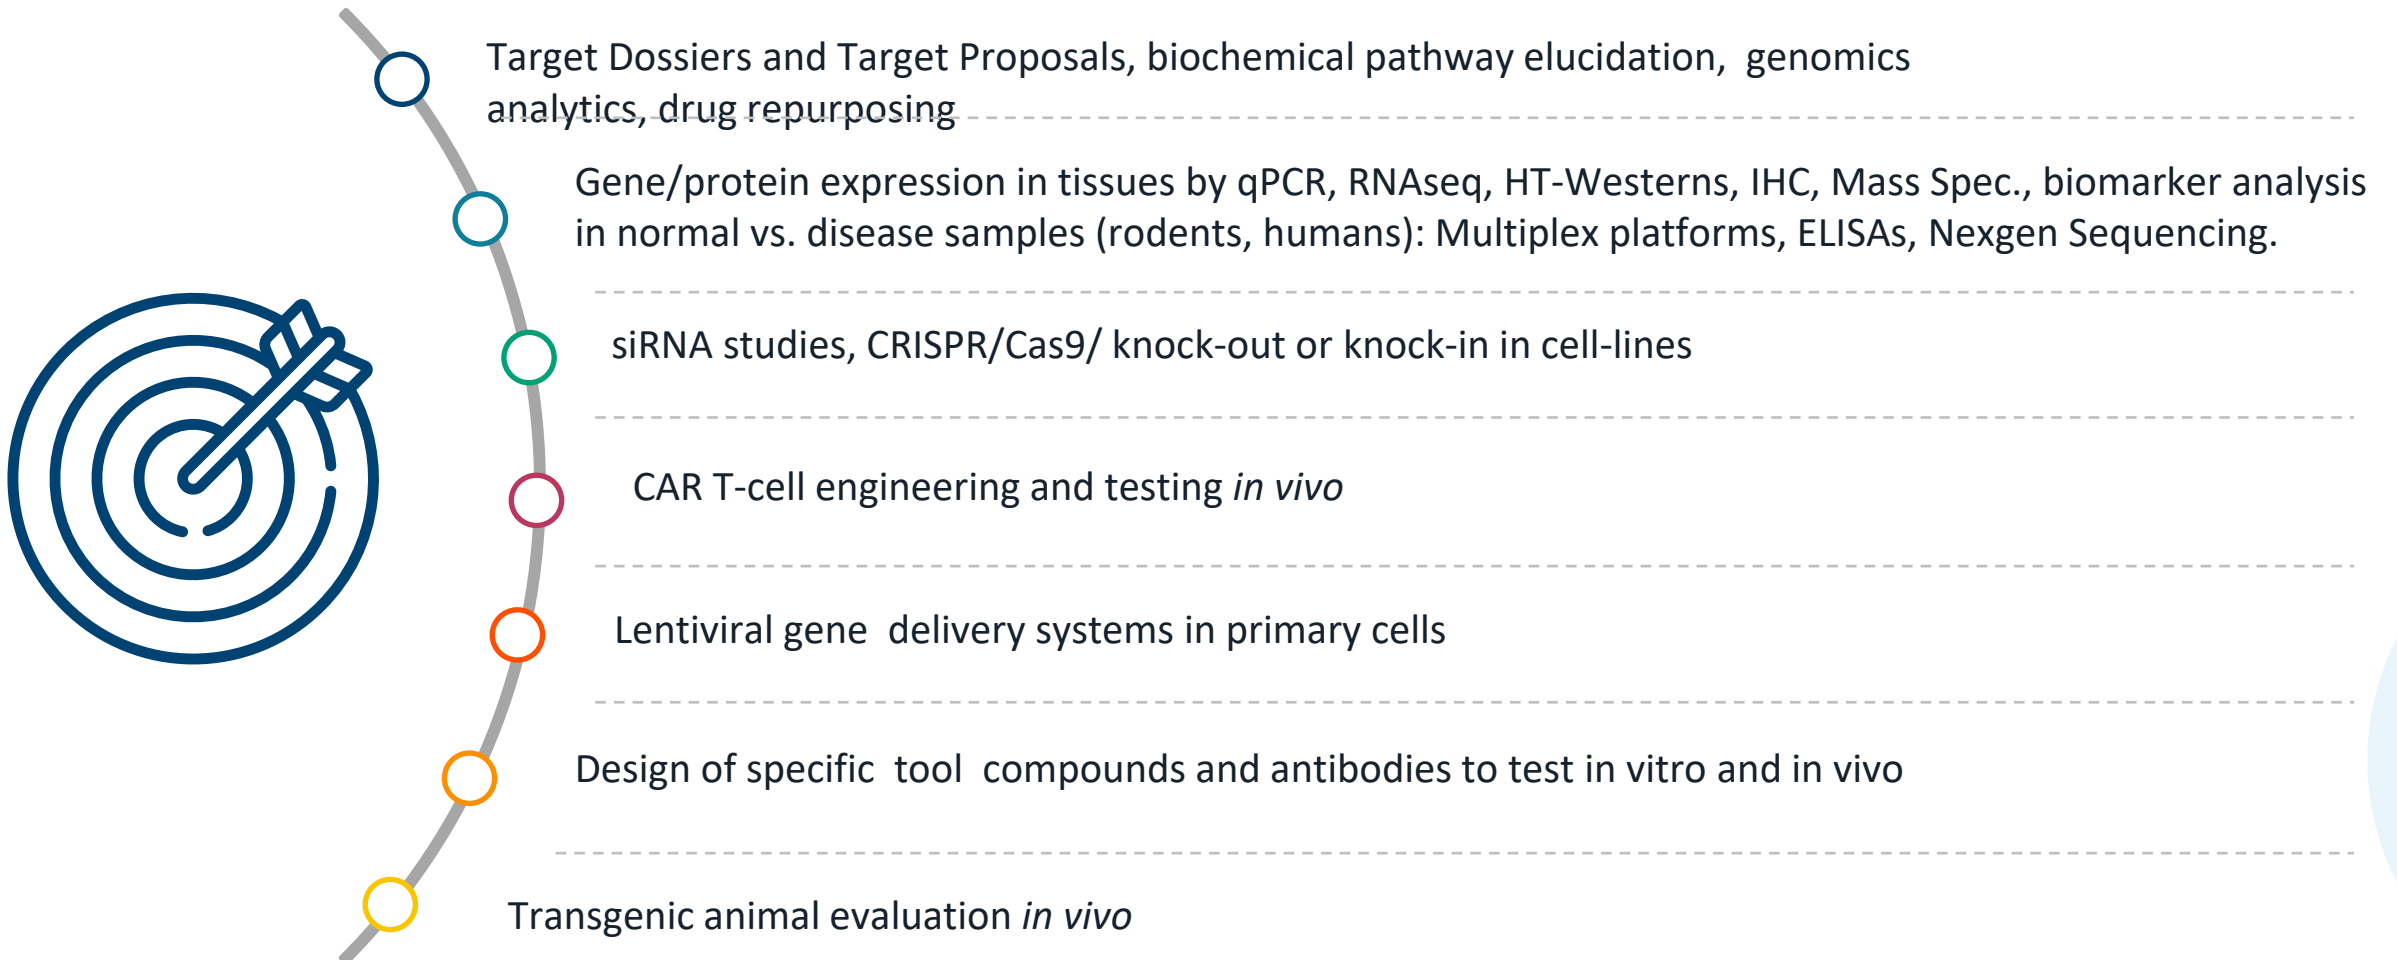 Target Dossiers and Target Proposals, biochemical pathway elucidation,  genomics
analytics, drug repurposing
Gene/protein expression in tissues by qPCR, RNAseq, HT-Westerns, IHC, Mass Spec., biomarker analysis
in normal vs. disease samples (rodents, humans): Multiplex platforms, ELISAs, Nexgen Sequencing.
siRNA studies, CRISPR/Cas9/ knock-out or knock-in in cell-lines
CAR T-cell engineering and testing in vivo
Lentiviral gene  delivery systems in primary cells
Design of specific  tool  compounds and antibodies to test in vitro and in vivo
Transgenic animal evaluation in vivo